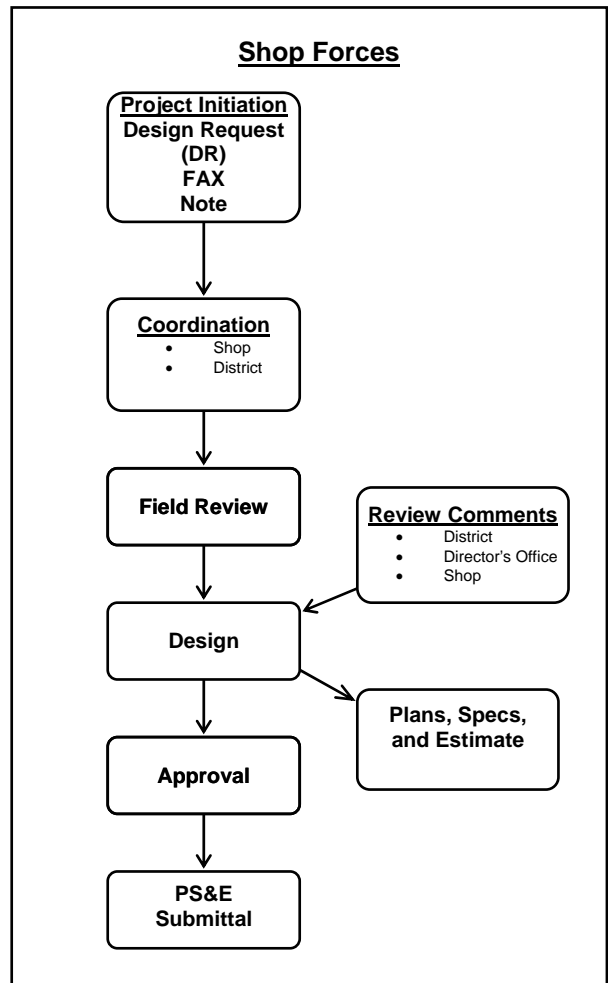 Shop Forces
Project Initiation
Design Request
(DR)
FAX
Note
Coordination
• Shop
• District
Field Review
Review Comments
• District
• Director's Office
• Shop
Design
Plans, Specs,
and Estimate
Approval
PS&E
Submittal